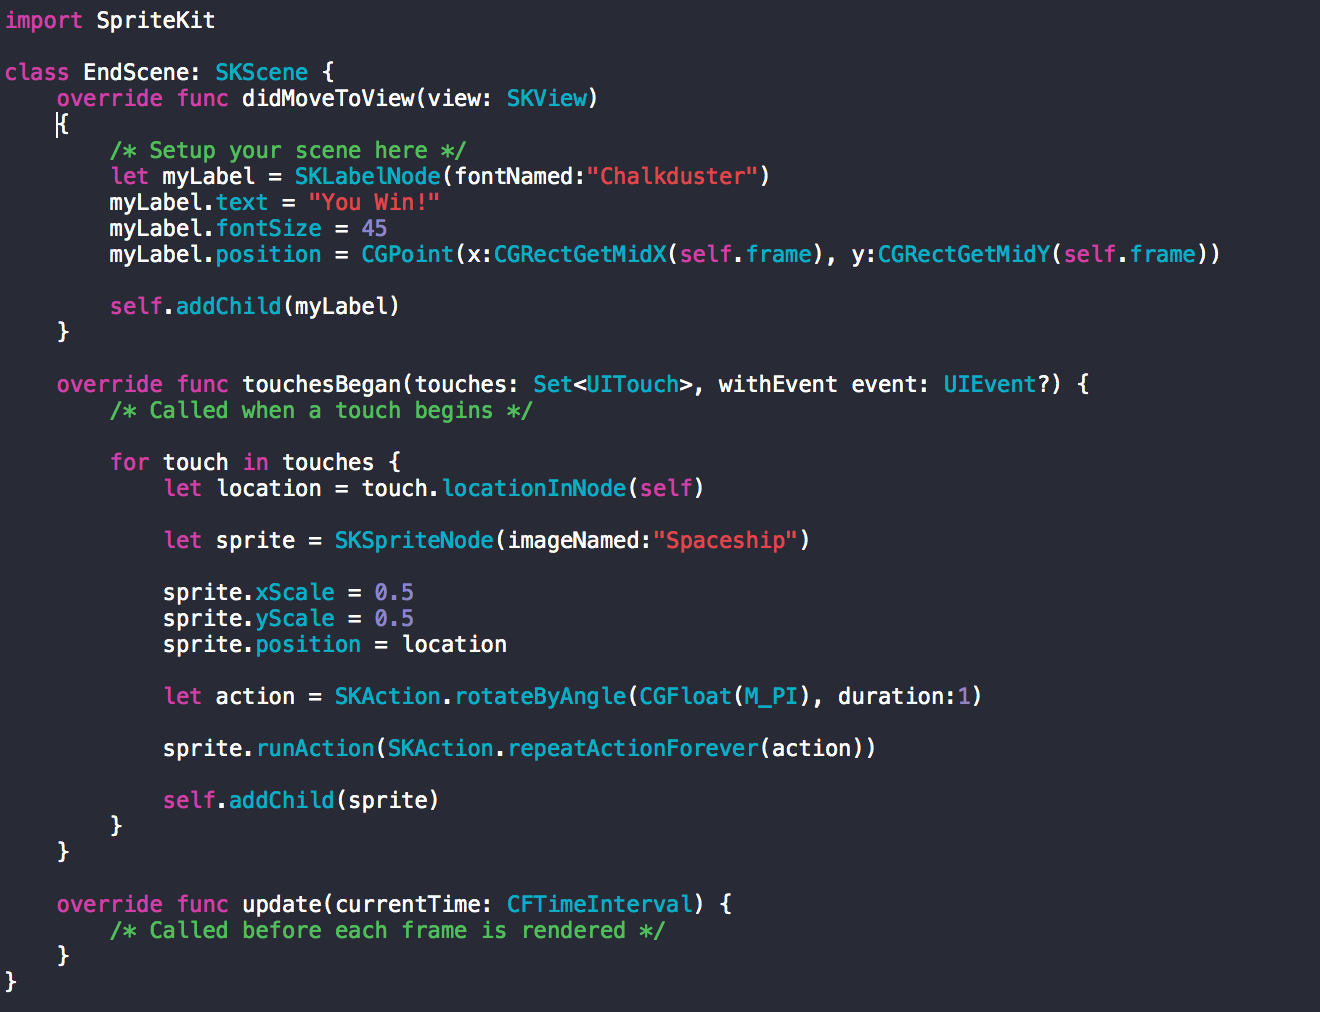 import SpriteKit
class EndScene: SKScene {
    override func didMoveToView(view: SKView)
    {
        /* Setup your scene here */
        let myLabel = SKLabelNode(fontNamed:"Chalkduster")
        myLabel.text = "You Win!"
        myLabel.fontSize = 45
        myLabel.position = CGPoint(x:CGRectGetMidX(self.frame), y:CGRectGetMidY(self.frame))
        self.addChild(myLabel)
    }
    override func touchesBegan(touches: Set<UITouch>, withEvent event: UIEvent?) {
        /* Called when a touch begins */
        for touch in touches {
            let location = touch.locationInNode(self)
            let sprite = SKSpriteNode(imageNamed:"Spaceship")
            sprite.xScale = 0.5
            sprite.yScale = 0.5
            sprite.position = location
            let action = SKAction.rotateByAngle(CGFloat(M_PI), duration:1)
            sprite.runAction(SKAction.repeatActionForever(action))
            self.addChild(sprite)
        }
    }
    override func update(currentTime: CFTimeInterval) {
        /* Called before each frame is rendered */
    }
}